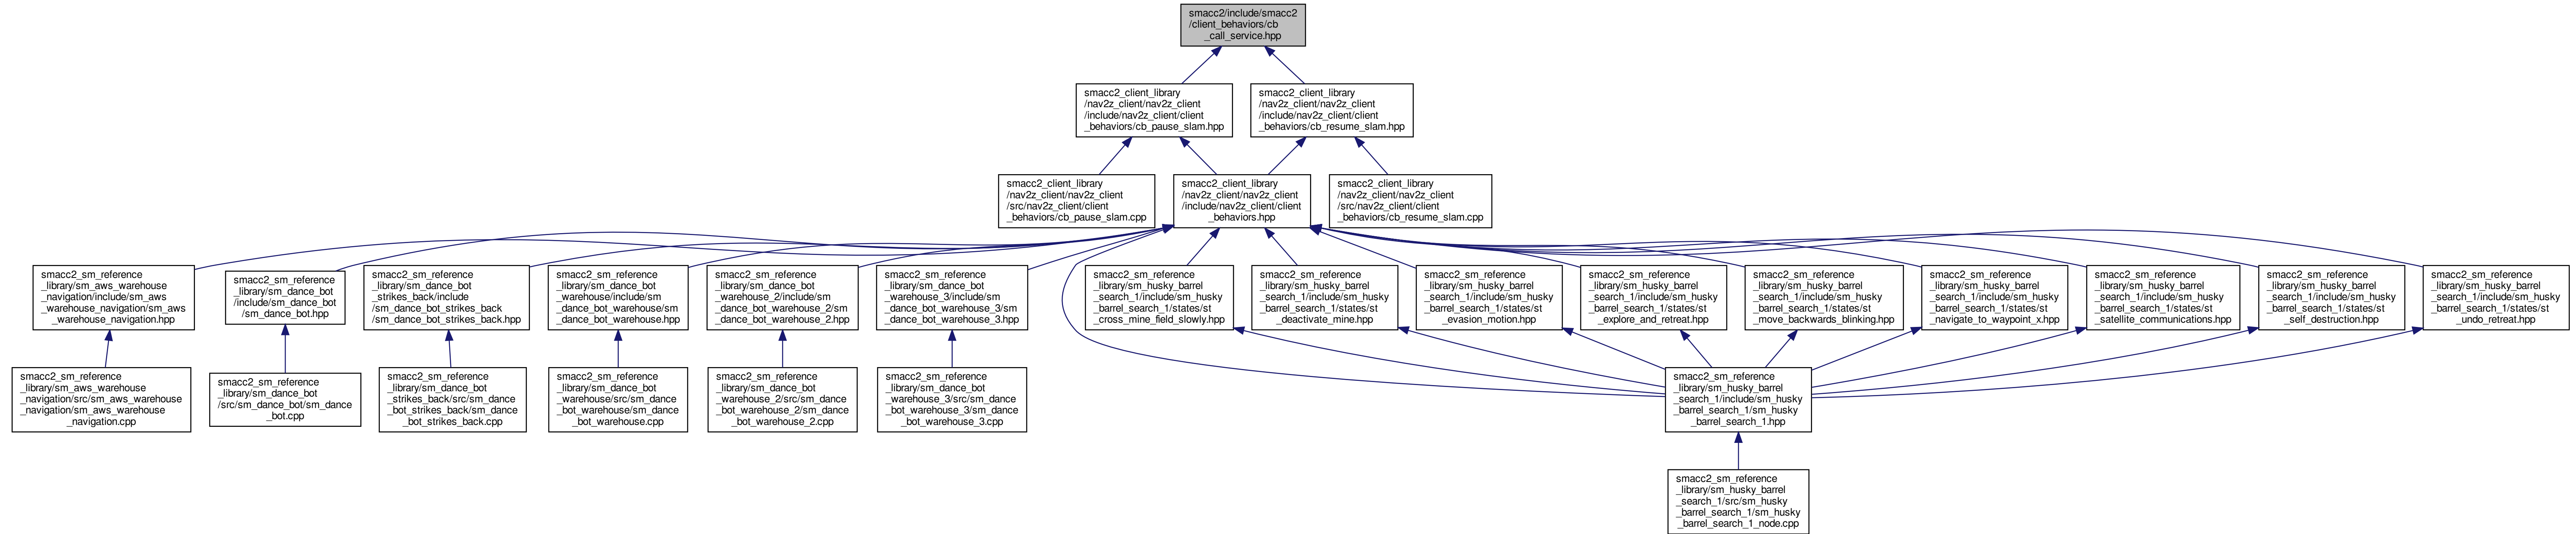 smacc2/include/smacc2
/client_behaviors/cb
_call_service.hpp
smacc2_client_library
/nav2z_client/nav2z_client
/include/nav2z_client/client
_behaviors/cb_pause_slam.hpp
smacc2_client_library
/nav2z_client/nav2z_client
/include/nav2z_client/client
_behaviors/cb_resume_slam.hpp
smacc2_client_library
/nav2z_client/nav2z_client
/src/nav2z_client/client
_behaviors/cb_pause_slam.cpp
smacc2_client_library
/nav2z_client/nav2z_client
/include/nav2z_client/client
_behaviors.hpp
smacc2_client_library
/nav2z_client/nav2z_client
/src/nav2z_client/client
_behaviors/cb_resume_slam.cpp
smacc2_sm_reference
_library/sm_aws_warehouse
_navigation/include/sm_aws
_warehouse_navigation/sm_aws
_warehouse_navigation.hpp
smacc2_sm_reference
_library/sm_dance_bot
/include/sm_dance_bot
/sm_dance_bot.hpp
smacc2_sm_reference
_library/sm_dance_bot
_strikes_back/include
/sm_dance_bot_strikes_back
/sm_dance_bot_strikes_back.hpp
smacc2_sm_reference
_library/sm_dance_bot
_warehouse/include/sm
_dance_bot_warehouse/sm
_dance_bot_warehouse.hpp
smacc2_sm_reference
_library/sm_dance_bot
_warehouse_2/include/sm
_dance_bot_warehouse_2/sm
_dance_bot_warehouse_2.hpp
smacc2_sm_reference
_library/sm_dance_bot
_warehouse_3/include/sm
_dance_bot_warehouse_3/sm
_dance_bot_warehouse_3.hpp
smacc2_sm_reference
_library/sm_husky_barrel
_search_1/include/sm_husky
_barrel_search_1/states/st
_cross_mine_field_slowly.hpp
smacc2_sm_reference
_library/sm_husky_barrel
_search_1/include/sm_husky
_barrel_search_1/states/st
_deactivate_mine.hpp
smacc2_sm_reference
_library/sm_husky_barrel
_search_1/include/sm_husky
_barrel_search_1/states/st
_evasion_motion.hpp
smacc2_sm_reference
_library/sm_husky_barrel
_search_1/include/sm_husky
_barrel_search_1/states/st
_explore_and_retreat.hpp
smacc2_sm_reference
_library/sm_husky_barrel
_search_1/include/sm_husky
_barrel_search_1/states/st
_move_backwards_blinking.hpp
smacc2_sm_reference
_library/sm_husky_barrel
_search_1/include/sm_husky
_barrel_search_1/states/st
_navigate_to_waypoint_x.hpp
smacc2_sm_reference
_library/sm_husky_barrel
_search_1/include/sm_husky
_barrel_search_1/states/st
_satellite_communications.hpp
smacc2_sm_reference
_library/sm_husky_barrel
_search_1/include/sm_husky
_barrel_search_1/states/st
_self_destruction.hpp
smacc2_sm_reference
_library/sm_husky_barrel
_search_1/include/sm_husky
_barrel_search_1/states/st
_undo_retreat.hpp
smacc2_sm_reference
_library/sm_aws_warehouse
_navigation/src/sm_aws_warehouse
_navigation/sm_aws_warehouse
_navigation.cpp
smacc2_sm_reference
_library/sm_dance_bot
/src/sm_dance_bot/sm_dance
_bot.cpp
smacc2_sm_reference
_library/sm_dance_bot
_strikes_back/src/sm_dance
_bot_strikes_back/sm_dance
_bot_strikes_back.cpp
smacc2_sm_reference
_library/sm_dance_bot
_warehouse/src/sm_dance
_bot_warehouse/sm_dance
_bot_warehouse.cpp
smacc2_sm_reference
_library/sm_dance_bot
_warehouse_2/src/sm_dance
_bot_warehouse_2/sm_dance
_bot_warehouse_2.cpp
smacc2_sm_reference
_library/sm_dance_bot
_warehouse_3/src/sm_dance
_bot_warehouse_3/sm_dance
_bot_warehouse_3.cpp
smacc2_sm_reference
_library/sm_husky_barrel
_search_1/include/sm_husky
_barrel_search_1/sm_husky
_barrel_search_1.hpp
smacc2_sm_reference
_library/sm_husky_barrel
_search_1/src/sm_husky
_barrel_search_1/sm_husky
_barrel_search_1_node.cpp